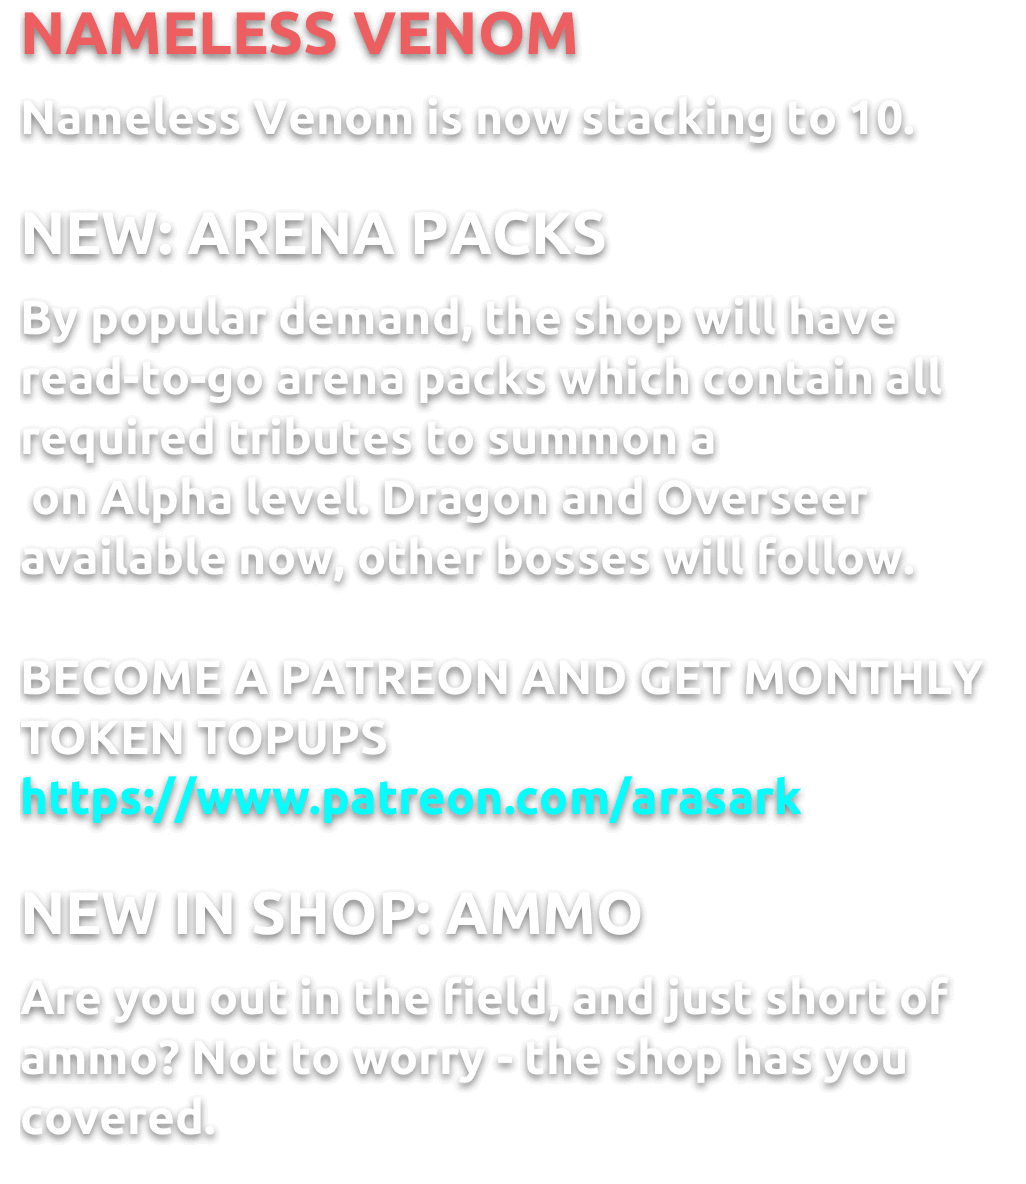 NAMELESS VENOM
Nameless Venom is now stacking to 10.
NEW: ARENA PACKS
By popular demand, the shop will have
read-to-go arena packs which contain all
required tributes to summon a
on Alpha level. Dragon and Overseer
available now, other bosses will follow.
BECOME A PATREON AND GET MONTHLY
TOKEN TOPUPS
https://www.patreon.com/arasark
NEW IN SHOP: AMMO
Are you out in the field, and just short of
ammo? Not to worry - the shop has you
covered.